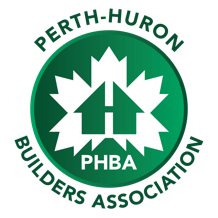 PERTH-HURON
PHBA
BUILDERS ASSOCIATION